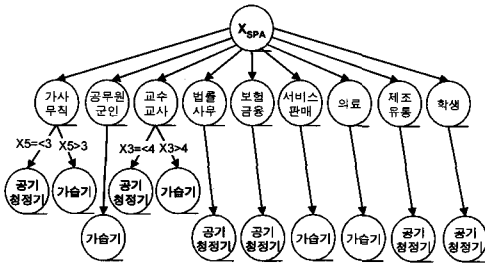 XSPA
가사
무직
공무원
군인
교수
교사
법률
사무
보험
금융
서비스
판매
의료
제조
유통
학생
X5=<3
X5>3
X3=<4
X3>4
공기
청정기
가습기
공기
청정기
가습기
가습기
공기
청정기
공기
청정기
가습기
가습기
공기
청정기
공기
청정기